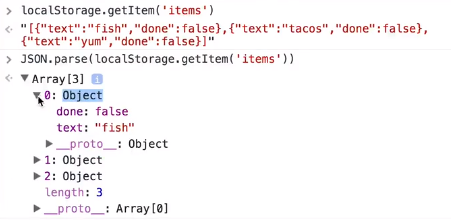 > localStorage.getItem('items')
"[{"text":"fish","done":false},{"text":"tacos","done":false},
{"text":"yum","done":false}]"
> JSON.parse(localStorage.getItem('items'))
▼ Array[3] i
▼ 0: Object
done: false
text: "fish"
▶ __proto__: Object
▶ 1: Object
▶ 2: Object
length: 3
▶ __proto__: Array[0]